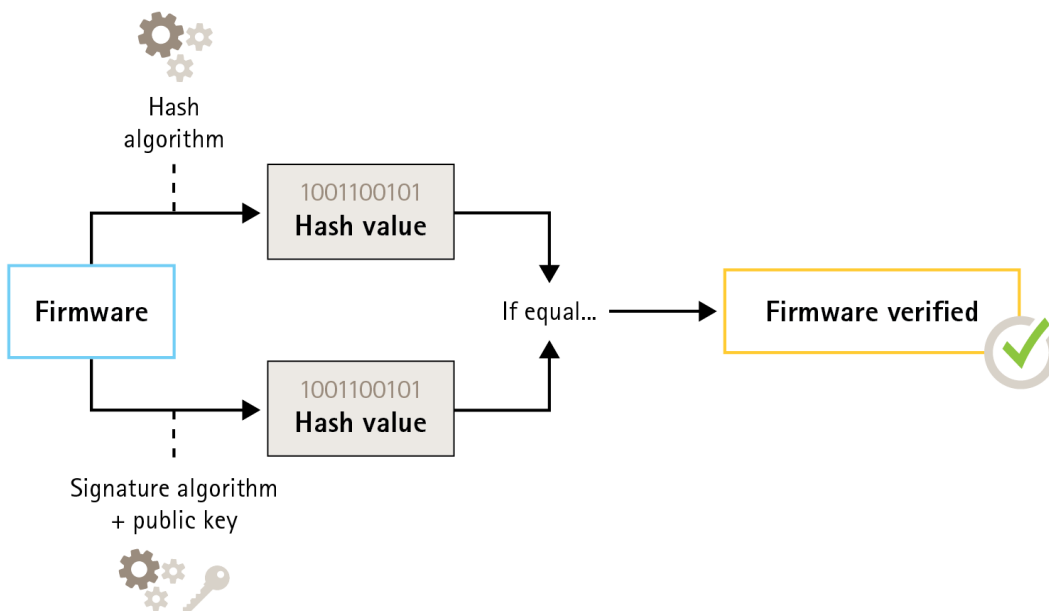 Hash
algorithm
1001100101
Hash value
Firmware
If equal...
Firmware verified
1001100101
Hash value
Signature algorithm
+ public key